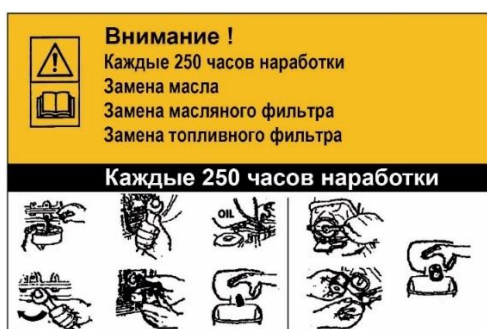 Внимание !
Каждые 250 часов наработки
Замена масла
Замена масляного фильтра
Замена топливного фильтра
Каждые 250 часов наработки
OIL